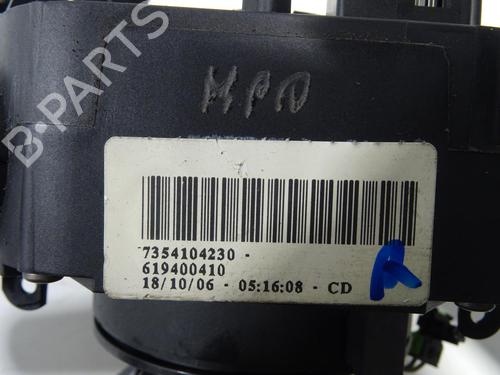 B-PARTS
MPD
7354104230 -
619400410
18/10/06 - 05:16:08 - CD
A